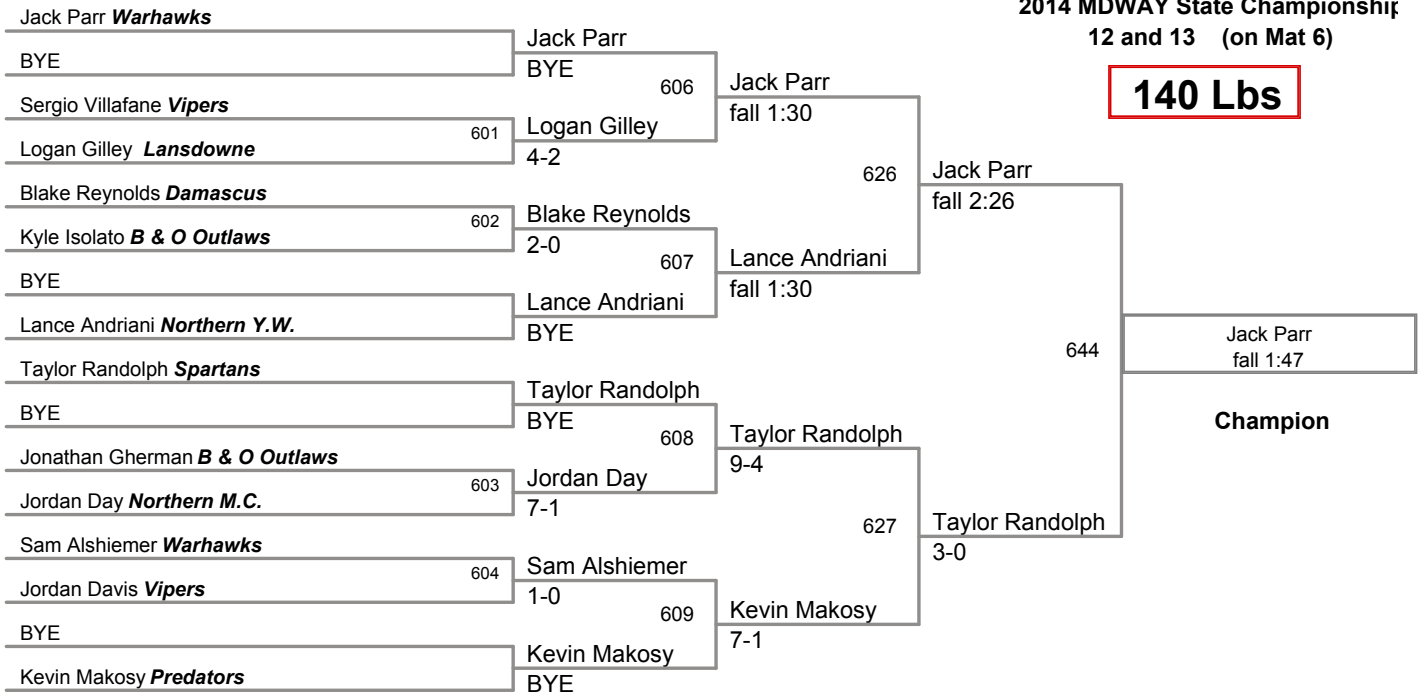 2014 MDWAY State Championship
12 and 13 (on Mat 6)
140 Lbs
Jack Parr Warhawks
BYE
Sergio Villafane Vipers
601
Logan Gilley Lansdowne
Blake Reynolds Damascus
602
Kyle Isolato B & O Outlaws
BYE
Lance Andriani Northern Y.W.
Taylor Randolph Spartans
BYE
Jonathan Gherman B & O Outlaws
603
Jordan Day Northern M.C.
Sam Alshiemer Warhawks
604
Jordan Davis Vipers
BYE
Kevin Makosy Predators
Jack Parr
BYE
606
Logan Gilley
4-2
Blake Reynolds
2-0
607
Lance Andriani
BYE
Taylor Randolph
BYE
608
Jordan Day
7-1
Sam Alshiemer
1-0
609
Kevin Makosy
BYE
Jack Parr
fall 1:30
626
Lance Andriani
fall 1:30
Taylor Randolph
9-4
627
Kevin Makosy
7-1
Jack Parr
fall 2:26
644
Taylor Randolph
3-0
Jack Parr
fall 1:47
Champion